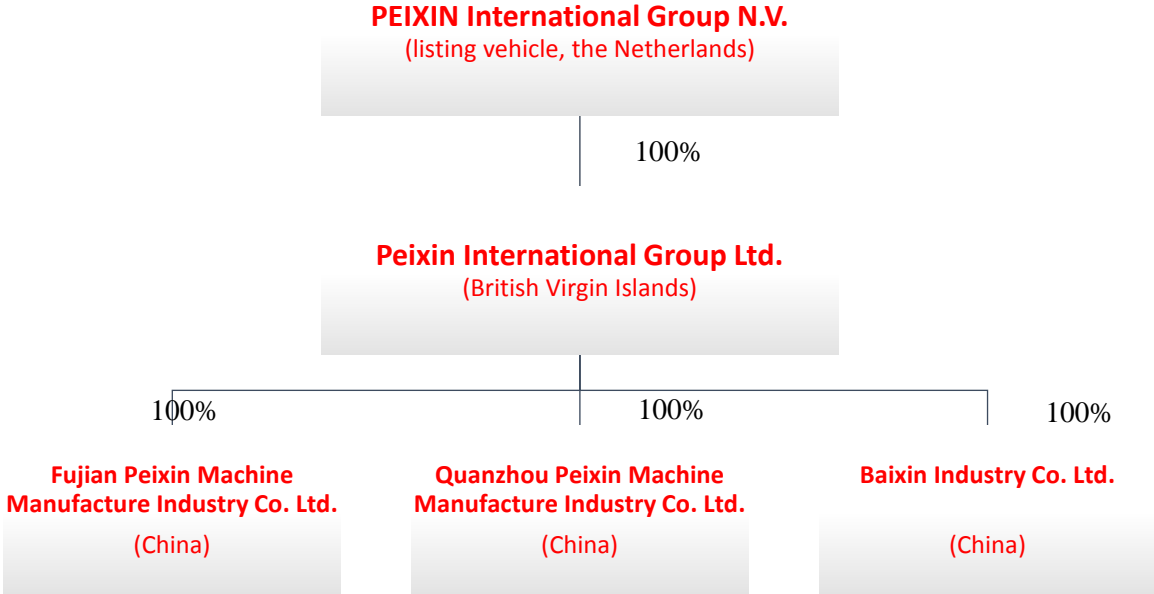 PEIXIN International Group N.V.
(listing vehicle, the Netherlands)
100%
Peixin International Group Ltd.
(British Virgin Islands)
100%
100%
100%
Fujian Peixin Machine
Manufacture Industry Co. Ltd.
(China)
Quanzhou Peixin Machine
Manufacture Industry Co. Ltd.
(China)
Baixin Industry Co. Ltd.
(China)